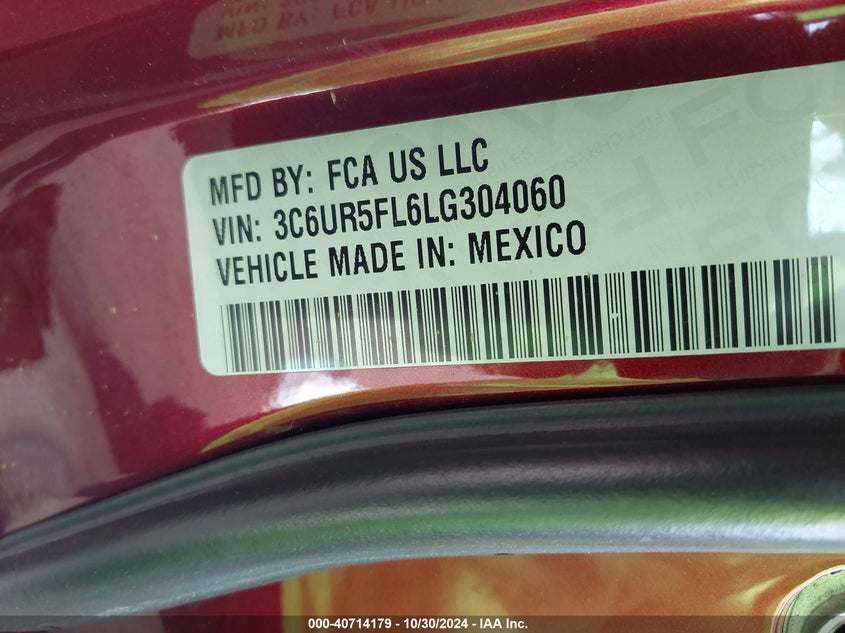 MFD BY: FCA US LLC
VIN: 3C6UR5FL6LG304060
VEHICLE MADE IN: MEXICO
000-40714179 • 10/30/2024 • IAA Inc.